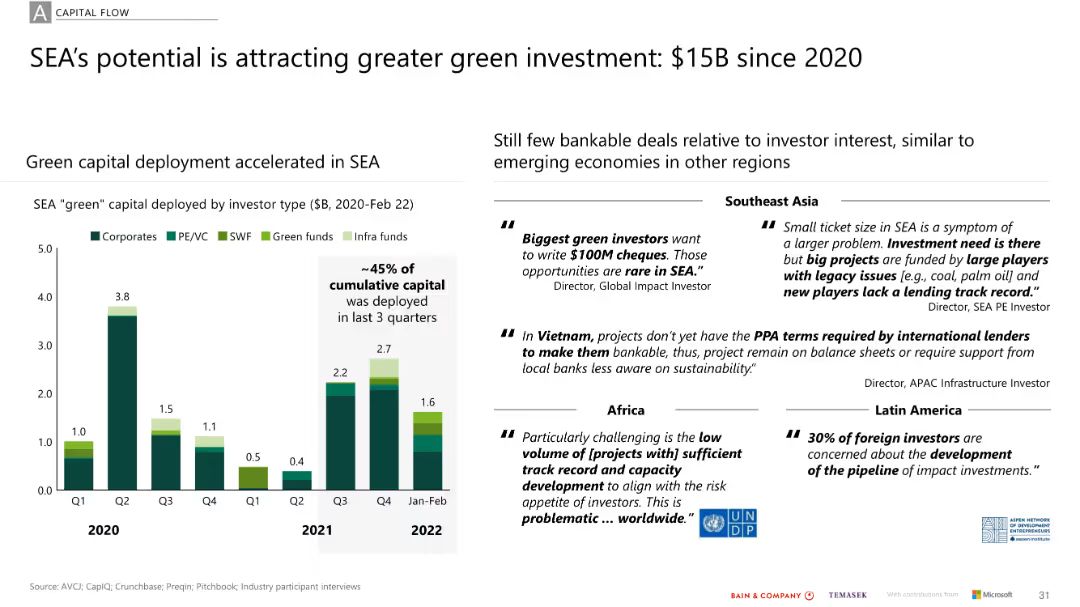 A CAPITAL FLOW
SEA's potential is attracting greater green investment: $15B since 2020
Green capital deployment accelerated in SEA
SEA "green" capital deployed by investor type ($B, 2020-Feb 22)
Corporates PE/VC SWF Green funds Infra funds
5.0
4.0
3.0
2.0
1.0
0.0
~45% of
cumulative capital
was deployed
in last 3 quarters
1.0
3.8
1.5
1.1
0.5
0.4
2.2
2.7
1.6
Q1 Q2 Q3 Q4 Q1 Q2 Q3 Q4 Jan-Feb
2020 2021 2022
Still few bankable deals relative to investor interest, similar to
emerging economies in other regions
Southeast Asia
“ Biggest green investors want
to write $100M cheques. Those
opportunities are rare in SEA.”
Director, Global Impact Investor
“ Small ticket size in SEA is a symptom of
a larger problem. Investment need is there
but big projects are funded by large players
with legacy issues [e.g., coal, palm oil] and
new players lack a lending track record.”
Director, SEA PE Investor
“ In Vietnam, projects don't yet have the PPA terms required by international lenders
to make them bankable, thus, project remain on balance sheets or require support from
local banks less aware on sustainability.”
Director, APAC Infrastructure Investor
Africa
“ Particularly challenging is the low
volume of [projects with] sufficient
track record and capacity
development to align with the risk
appetite of investors. This is
problematic ... worldwide.”
U N
D P
Latin America
“ 30% of foreign investors are
concerned about the development
of the pipeline of impact investments.”
ASPEN NETWORK
OF DEVELOPMENT
ENTREPRENEURS
aspen institute
Source: AVCJ; CapIQ; Crunchbase; Preqin; Pitchbook; Industry participant interviews
BAIN & COMPANY TEMASEK With contributions from Microsoft 31